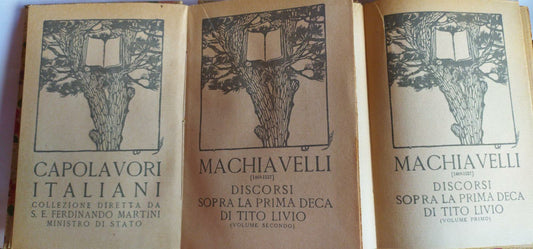 CAPOLAVORI
ITALIANI
COLLEZIONE DIRETTA DA
S. E. FERDINANDO MARTINI
MINISTRO DI STATO
MACHIAVELLI
[1469-1527]
DISCORSI
SOPRA LA PRIMA DECA
DI TITO LIVIO
(VOLUME SECONDO)
MACHIAVELLI
[1469-1527]
DISCORSI
SOPRA LA PRIMA DECA
DI TITO LIVIO
(VOLUME PRIMO)